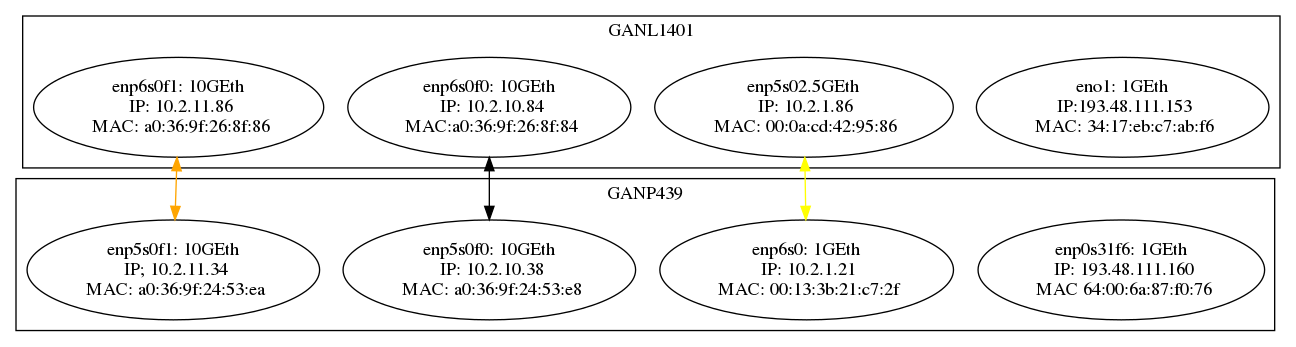 GANL1401
enp6s0f1: 10GEth
IP: 10.2.11.86
MAC: a0:36:9f:26:8f:86
enp6s0f0: 10GEth
IP: 10.2.10.84
MAC:a0:36:9f:26:8f:84
enp5s02.5GEth
IP: 10.2.1.86
MAC: 00:0a:cd:42:95:86
eno1: 1GEth
IP:193.48.111.153
MAC: 34:17:eb:c7:ab:f6
GANP439
enp5s0f1: 10GEth
IP; 10.2.11.34
MAC: a0:36:9f:24:53:ea
enp5s0f0: 10GEth
IP: 10.2.10.38
MAC: a0:36:9f:24:53:e8
enp6s0: 1GEth
IP: 10.2.1.21
MAC: 00:13:3b:21:c7:2f
enp0s31f6: 1GEth
IP: 193.48.111.160
MAC 64:00:6a:87:f0:76